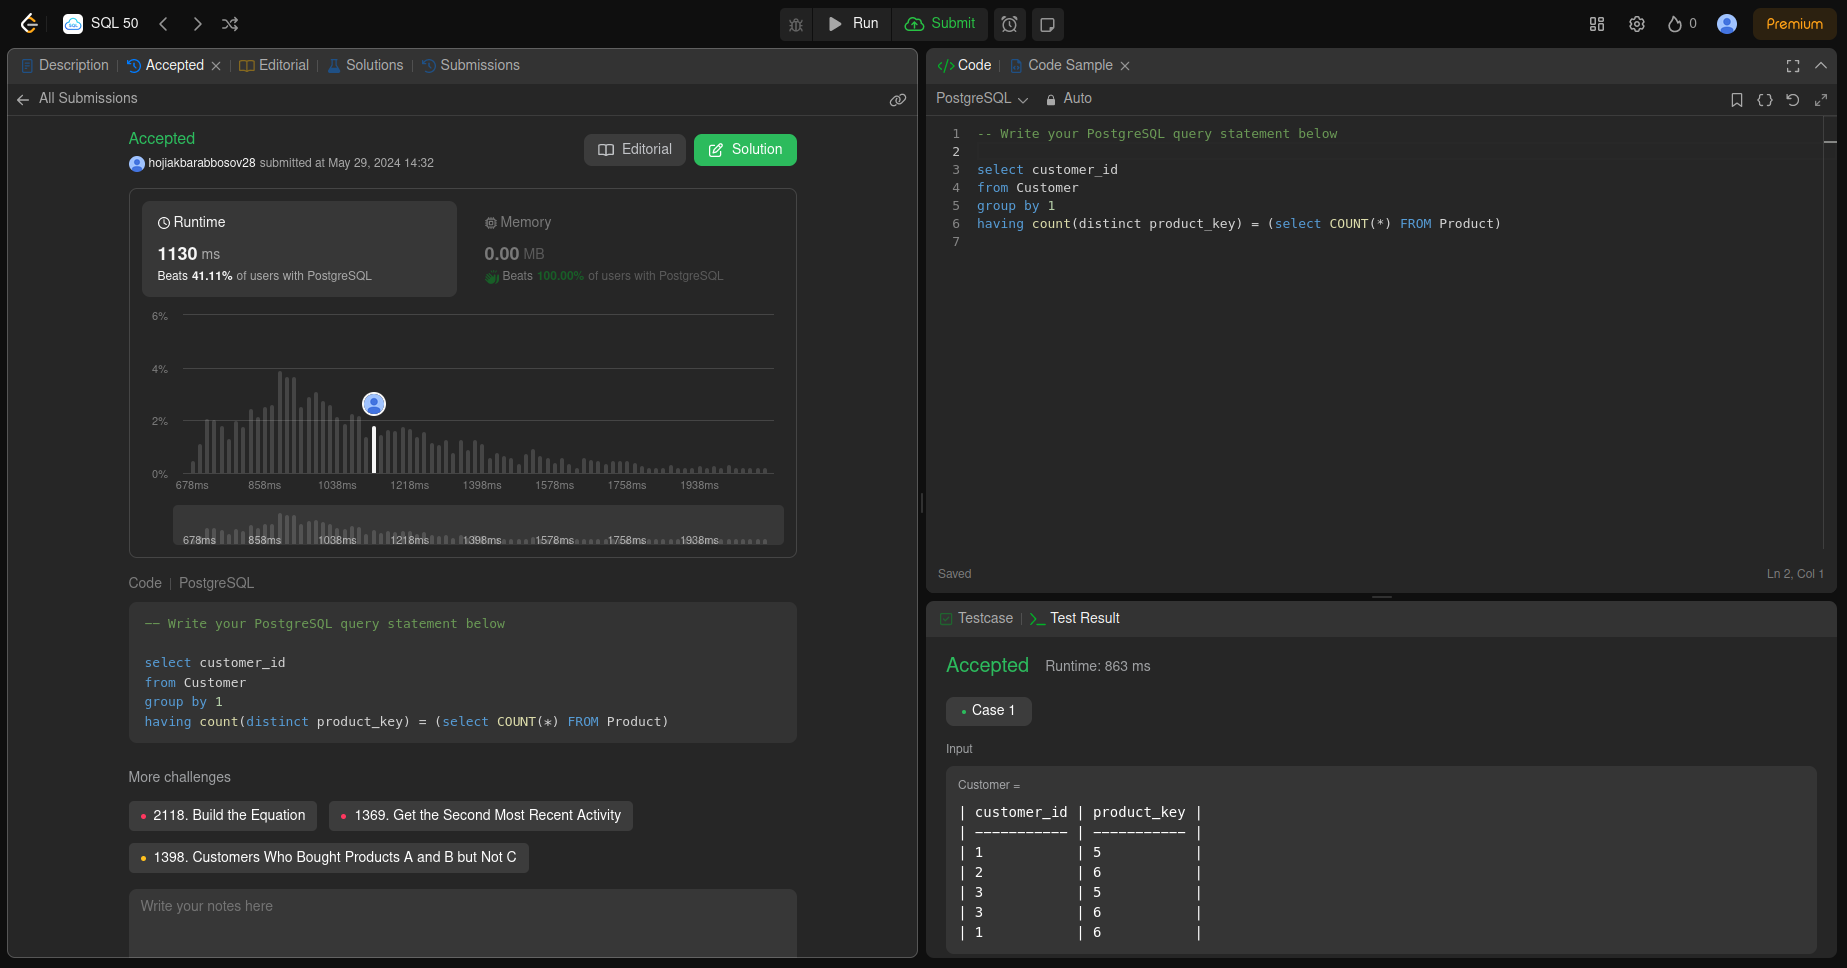 SQL 50
Run
Submit
0
Premium
Description
Accepted
Editorial
Solutions
Submissions
All Submissions
Accepted
hojiakbarabbosov28 submitted at May 29, 2024 14:32
Editorial
Solution
Runtime
1130 ms
Beats 41.11% of users with PostgreSQL
Memory
0.00 MB
Beats 100.00% of users with PostgreSQL
6%
4%
2%
0%
678ms 858ms 1038ms 1218ms 1398ms 1578ms 1758ms 1938ms
678ms 858ms 1038ms 1218ms 1398ms 1578ms 1758ms 1938ms
Code | PostgreSQL
-- Write your PostgreSQL query statement below
select customer_id
from Customer
group by 1
having count(distinct product_key) = (select COUNT(*) FROM Product)
More challenges
2118. Build the Equation
1369. Get the Second Most Recent Activity
1398. Customers Who Bought Products A and B but Not C
Write your notes here
</> Code
Code Sample
PostgreSQL
Auto
1 -- Write your PostgreSQL query statement below
2
3 select customer_id
4 from Customer
5 group by 1
6 having count(distinct product_key) = (select COUNT(*) FROM Product)
7
Saved
Ln 2, Col 1
Testcase
>_ Test Result
Accepted Runtime: 863 ms
Case 1
Input
Customer =
| customer_id | product_key |
| ----------- | ----------- |
| 1 | 5 |
| 2 | 6 |
| 3 | 5 |
| 3 | 6 |
| 1 | 6 |